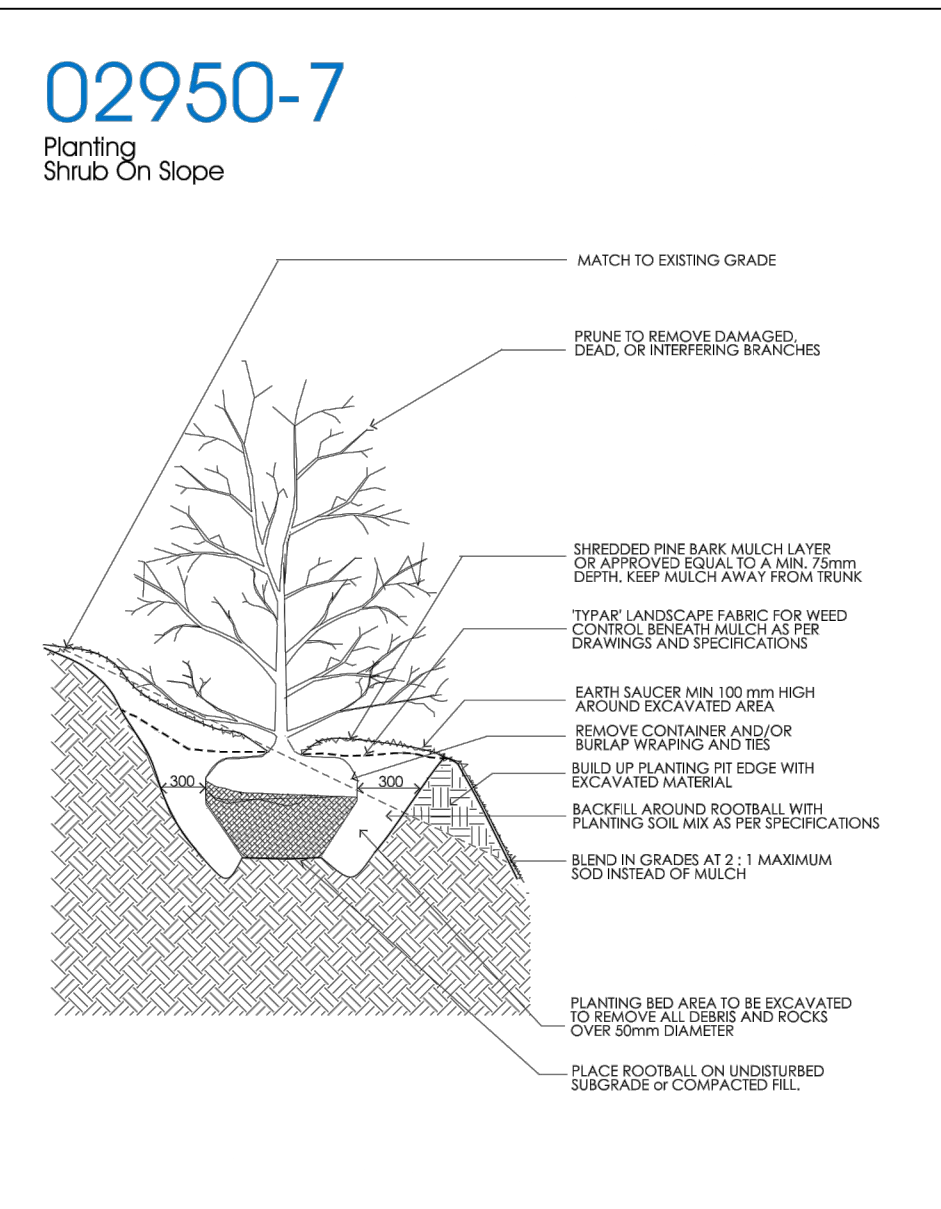 02950-7
Planting
Shrub On Slope
MATCH TO EXISTING GRADE
PRUNE TO REMOVE DAMAGED,
DEAD, OR INTERFERING BRANCHES
SHREDDED PINE BARK MULCH LAYER
OR APPROVED EQUAL TO A MIN. 75mm
DEPTH. KEEP MULCH AWAY FROM TRUNK
'TYPAR' LANDSCAPE FABRIC FOR WEED
CONTROL BENEATH MULCH AS PER
DRAWINGS AND SPECIFICATIONS
EARTH SAUCER MIN 100 mm HIGH
AROUND EXCAVATED AREA
REMOVE CONTAINER AND/OR
BURLAP WRAPING AND TIES
BUILD UP PLANTING PIT EDGE WITH
EXCAVATED MATERIAL
300
300
BACKFILL AROUND ROOTBALL WITH
PLANTING SOIL MIX AS PER SPECIFICATIONS
BLEND IN GRADES AT 2 : 1 MAXIMUM
SOD INSTEAD OF MULCH
PLANTING BED AREA TO BE EXCAVATED
TO REMOVE ALL DEBRIS AND ROCKS
OVER 50mm DIAMETER
PLACE ROOTBALL ON UNDISTURBED
SUBGRADE or COMPACTED FILL.